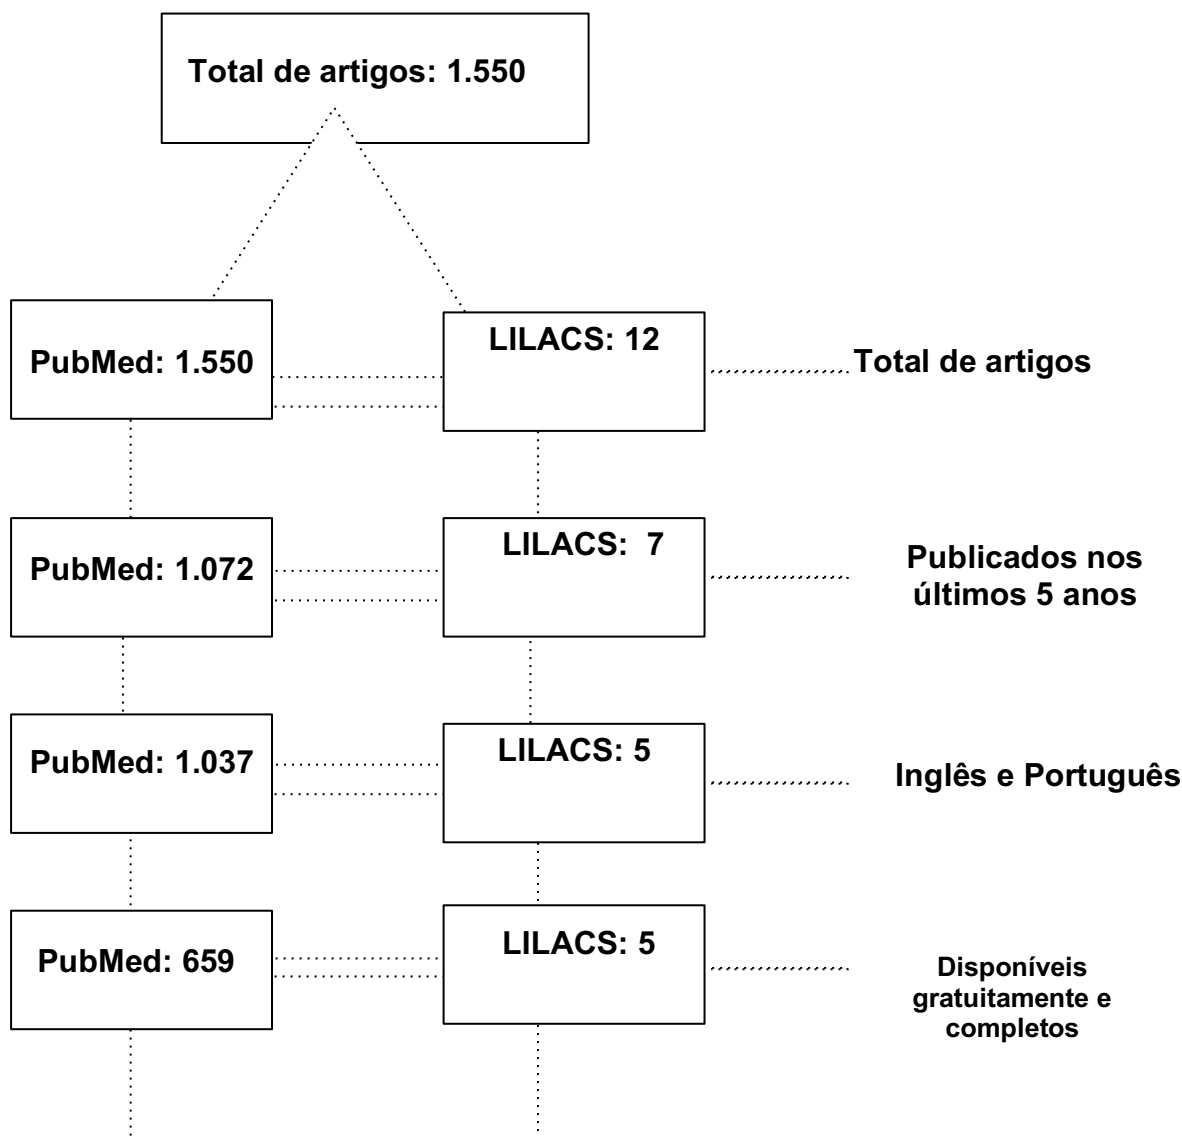 Total de artigos: 1.550
PubMed: 1.550
LILACS: 12
Total de artigos
PubMed: 1.072
LILACS:  7
Publicados nos
últimos 5 anos
PubMed: 1.037
LILACS: 5
Inglês e Português
PubMed: 659
LILACS: 5
Disponíveis
gratuitamente e
completos